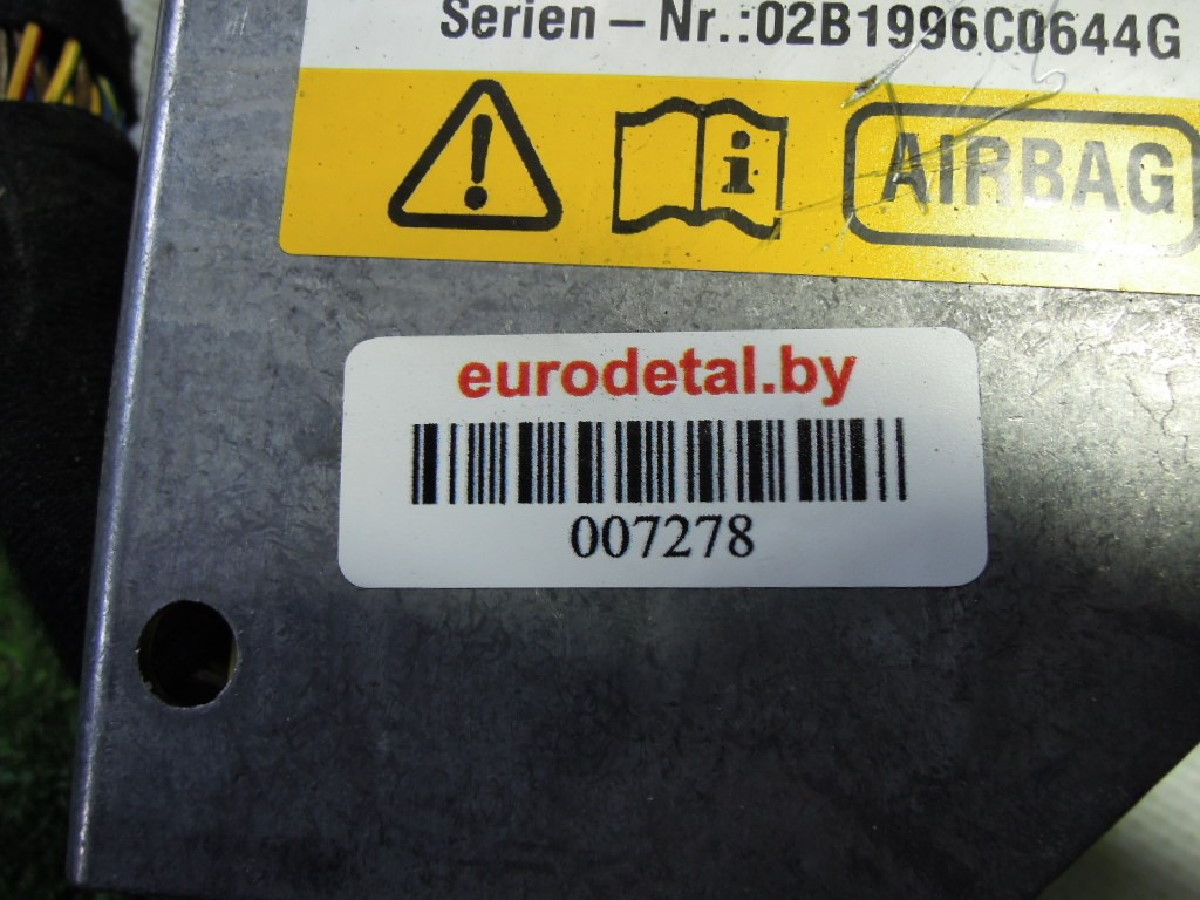 Serien – Nr.:02B1996C0644G
AIRBAG
eurodetal.by
007278